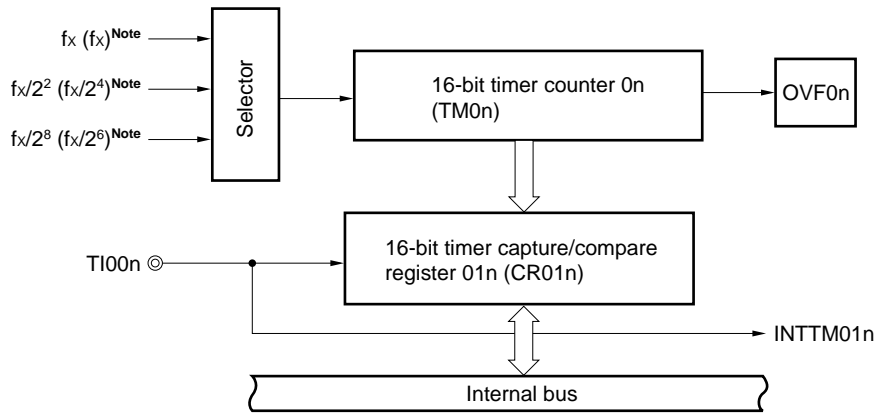 fx (fx)Note
fx/2² (fx/2⁴)Note
fx/2⁸ (fx/2⁶)Note
Selector
16-bit timer counter 0n
(TM0n)
OVF0n
TI00n
16-bit timer capture/compare
register 01n (CR01n)
INTTM01n
Internal bus